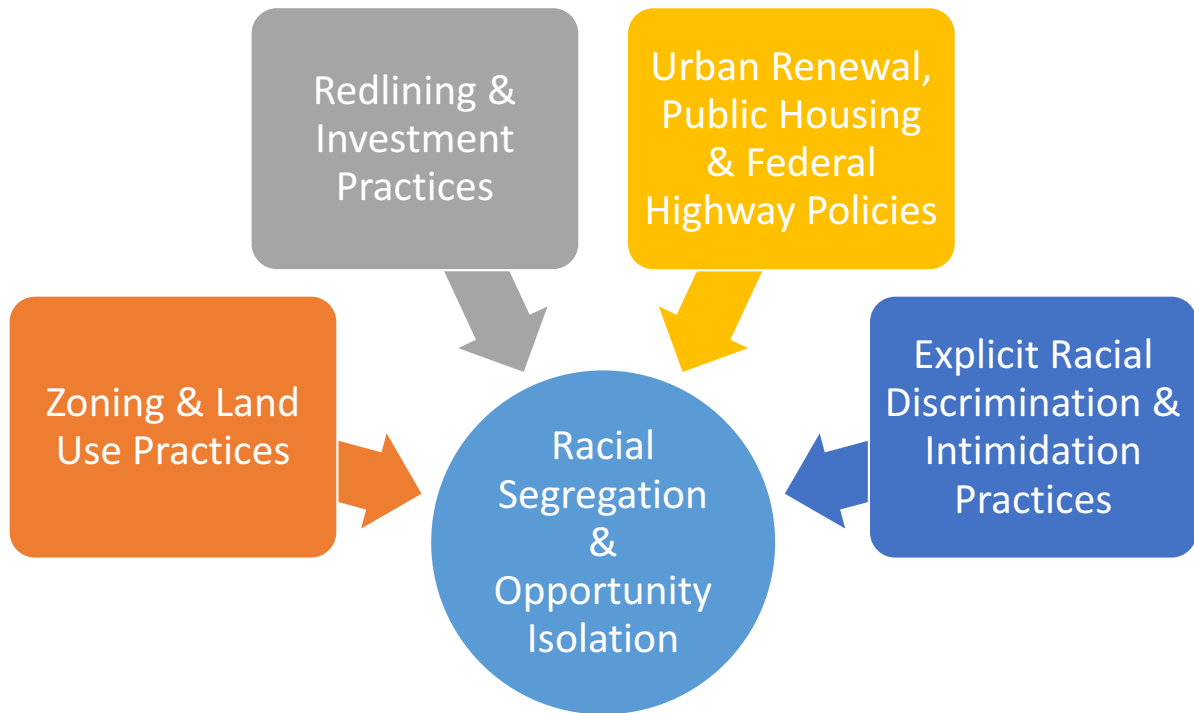 Redlining &
Investment
Practices
Urban Renewal,
Public Housing
& Federal
Highway Policies
Zoning & Land
Use Practices
Explicit Racial
Discrimination &
Intimidation
Practices
Racial
Segregation
&
Opportunity
Isolation